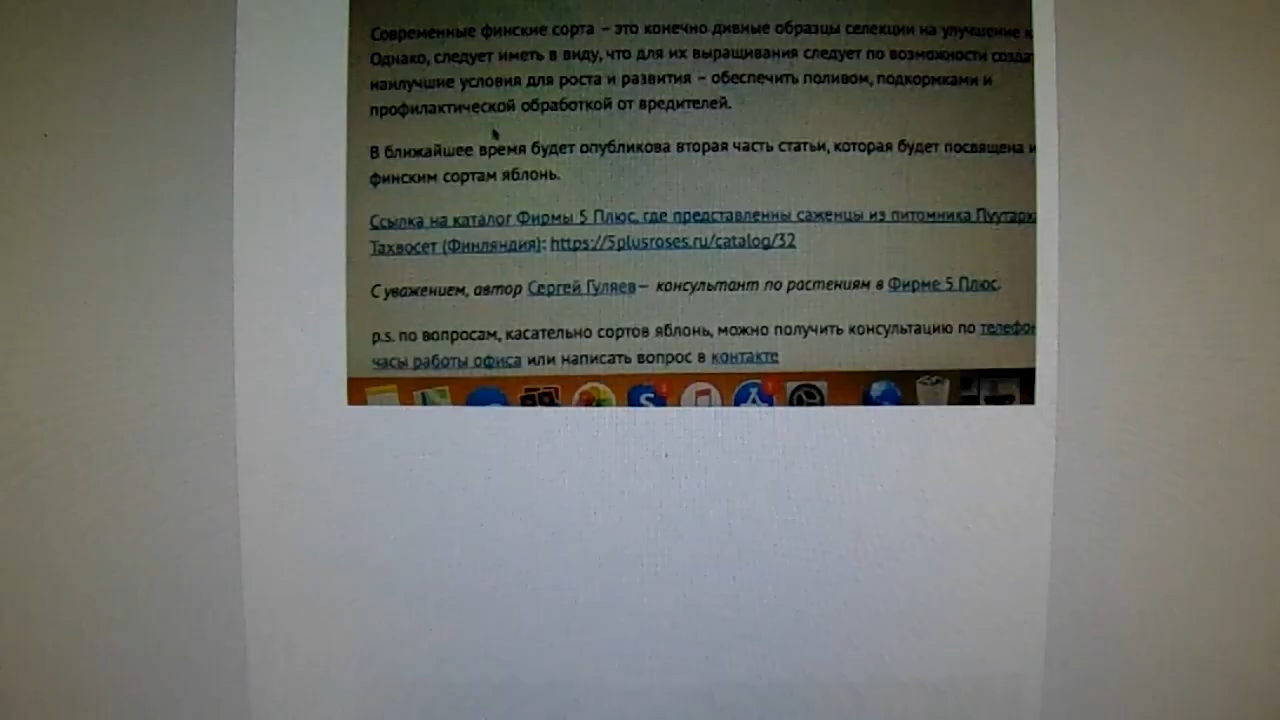 Современные финские сорта – это конечно дивные образцы селекции на улучшение
Однако, следует иметь в виду, что для их выращивания следует по возможности
наилучшие условия для роста и развития – обеспечить поливом, подкормками и
профилактической обработкой от вредителей.
В ближайшее время будет опубликова вторая часть статьи, которая будет посвящена
финским сортам яблонь.
Ссылка на каталог Фирмы 5 Плюс, где представленны саженцы из питомника
Тахвосет (Финляндия): https://5plusroses.ru/catalog/32
С уважением, автор Сергей Гуляев– консультант по растениям в Фирме 5 Плюс.
p.s. по вопросам, касательно сортов яблонь, можно получить консультацию по
часы работы офиса или написать вопрос в контакте